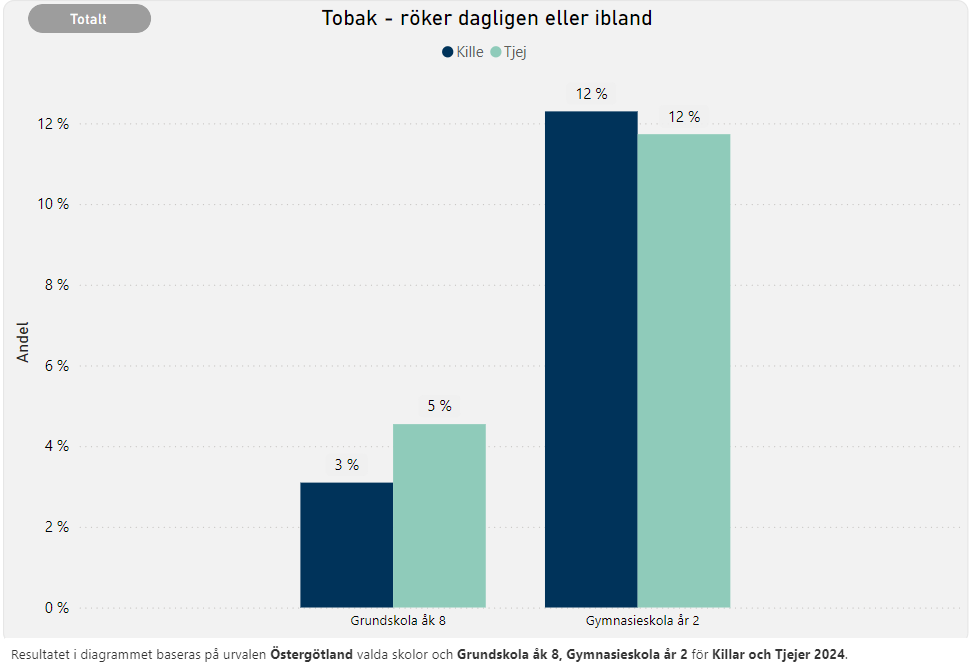 Totalt
Tobak - röker dagligen eller ibland
Kille Tjej
12 %
12 %
12 %
10 %
8 %
Andel
6 %
5 %
4 %
3 %
2 %
0 %
Grundskola åk 8 Gymnasieskola år 2
Resultatet i diagrammet baseras på urvalen Östergötland valda skolor och Grundskola åk 8, Gymnasieskola år 2 för Killar och Tjejer 2024.